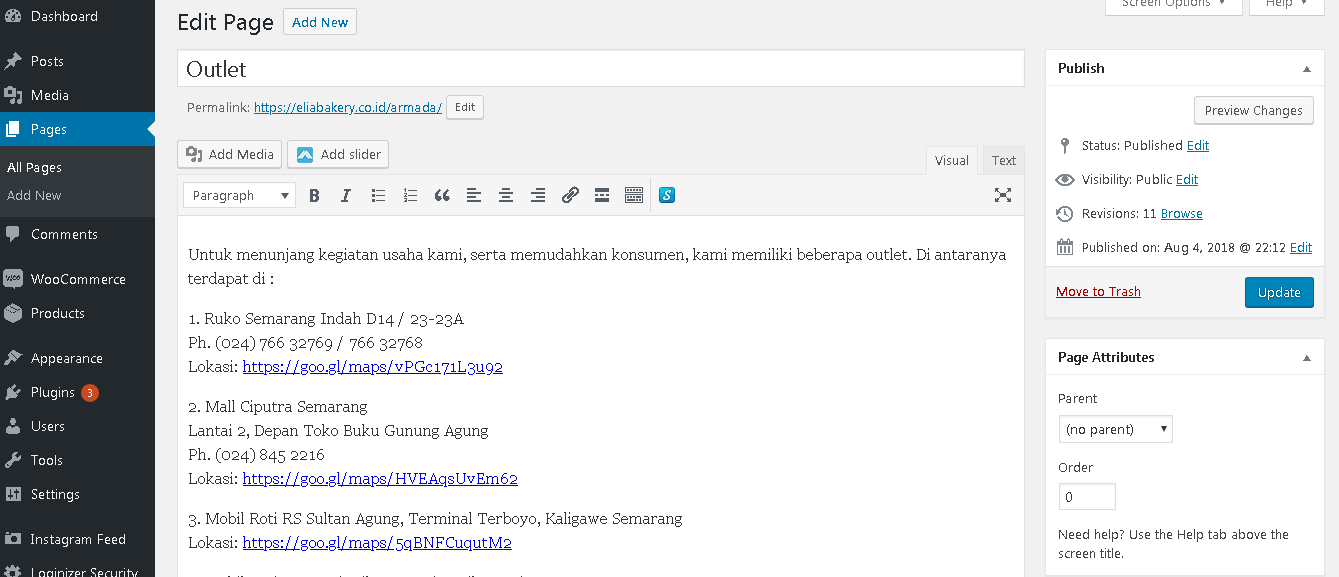 Dashboard
Posts
Media
Pages
All Pages
Add New
Comments
WooCommerce
Products
Appearance
Plugins 3
Users
Tools
Settings
Instagram Feed
Loginizer Security
Edit Page Add New
Screen Options ▼ Help ▼
Outlet
Permalink: https://eliabakery.co.id/armada/ Edit
Add Media Add slider
Visual Text
Paragraph
Untuk menunjang kegiatan usaha kami, serta memudahkan konsumen, kami memiliki beberapa outlet. Di antaranya
terdapat di :
1. Ruko Semarang Indah D14 / 23-23A
Ph. (024) 766 32769 / 766 32768
Lokasi: https://goo.gl/maps/vPGc171L3u92
2. Mall Ciputra Semarang
Lantai 2, Depan Toko Buku Gunung Agung
Ph. (024) 845 2216
Lokasi: https://goo.gl/maps/HVEAqsUvEm62
3. Mobil Roti RS Sultan Agung, Terminal Terboyo, Kaligawe Semarang
Lokasi: https://goo.gl/maps/5qBNFCuqutM2
Publish
Preview Changes
Status: Published Edit
Visibility: Public Edit
Revisions: 11 Browse
Published on: Aug 4, 2018 @ 22:12 Edit
Move to Trash Update
Page Attributes
Parent
(no parent)
Order
0
Need help? Use the Help tab above the
screen title.